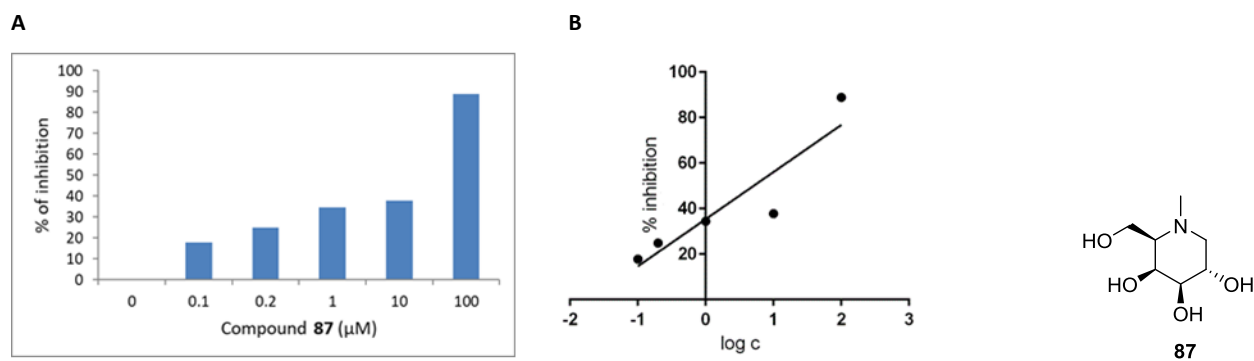 A
B
100
90
80
70
60
50
40
30
20
10
0
% of inhibition
0 0.1 0.2 1 10 100
Compound 87 (μM)
100
80
60
40
20
% inhibition
-2 -1 0 1 2 3
log c
N
HO
HO
OH
OH
87